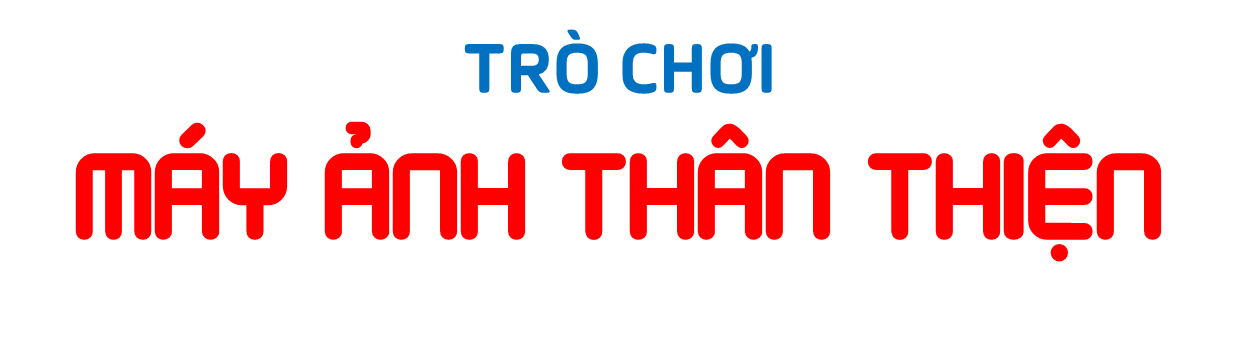 TRÒ CHƠI
MÁY ẢNH THÂN THIỆN